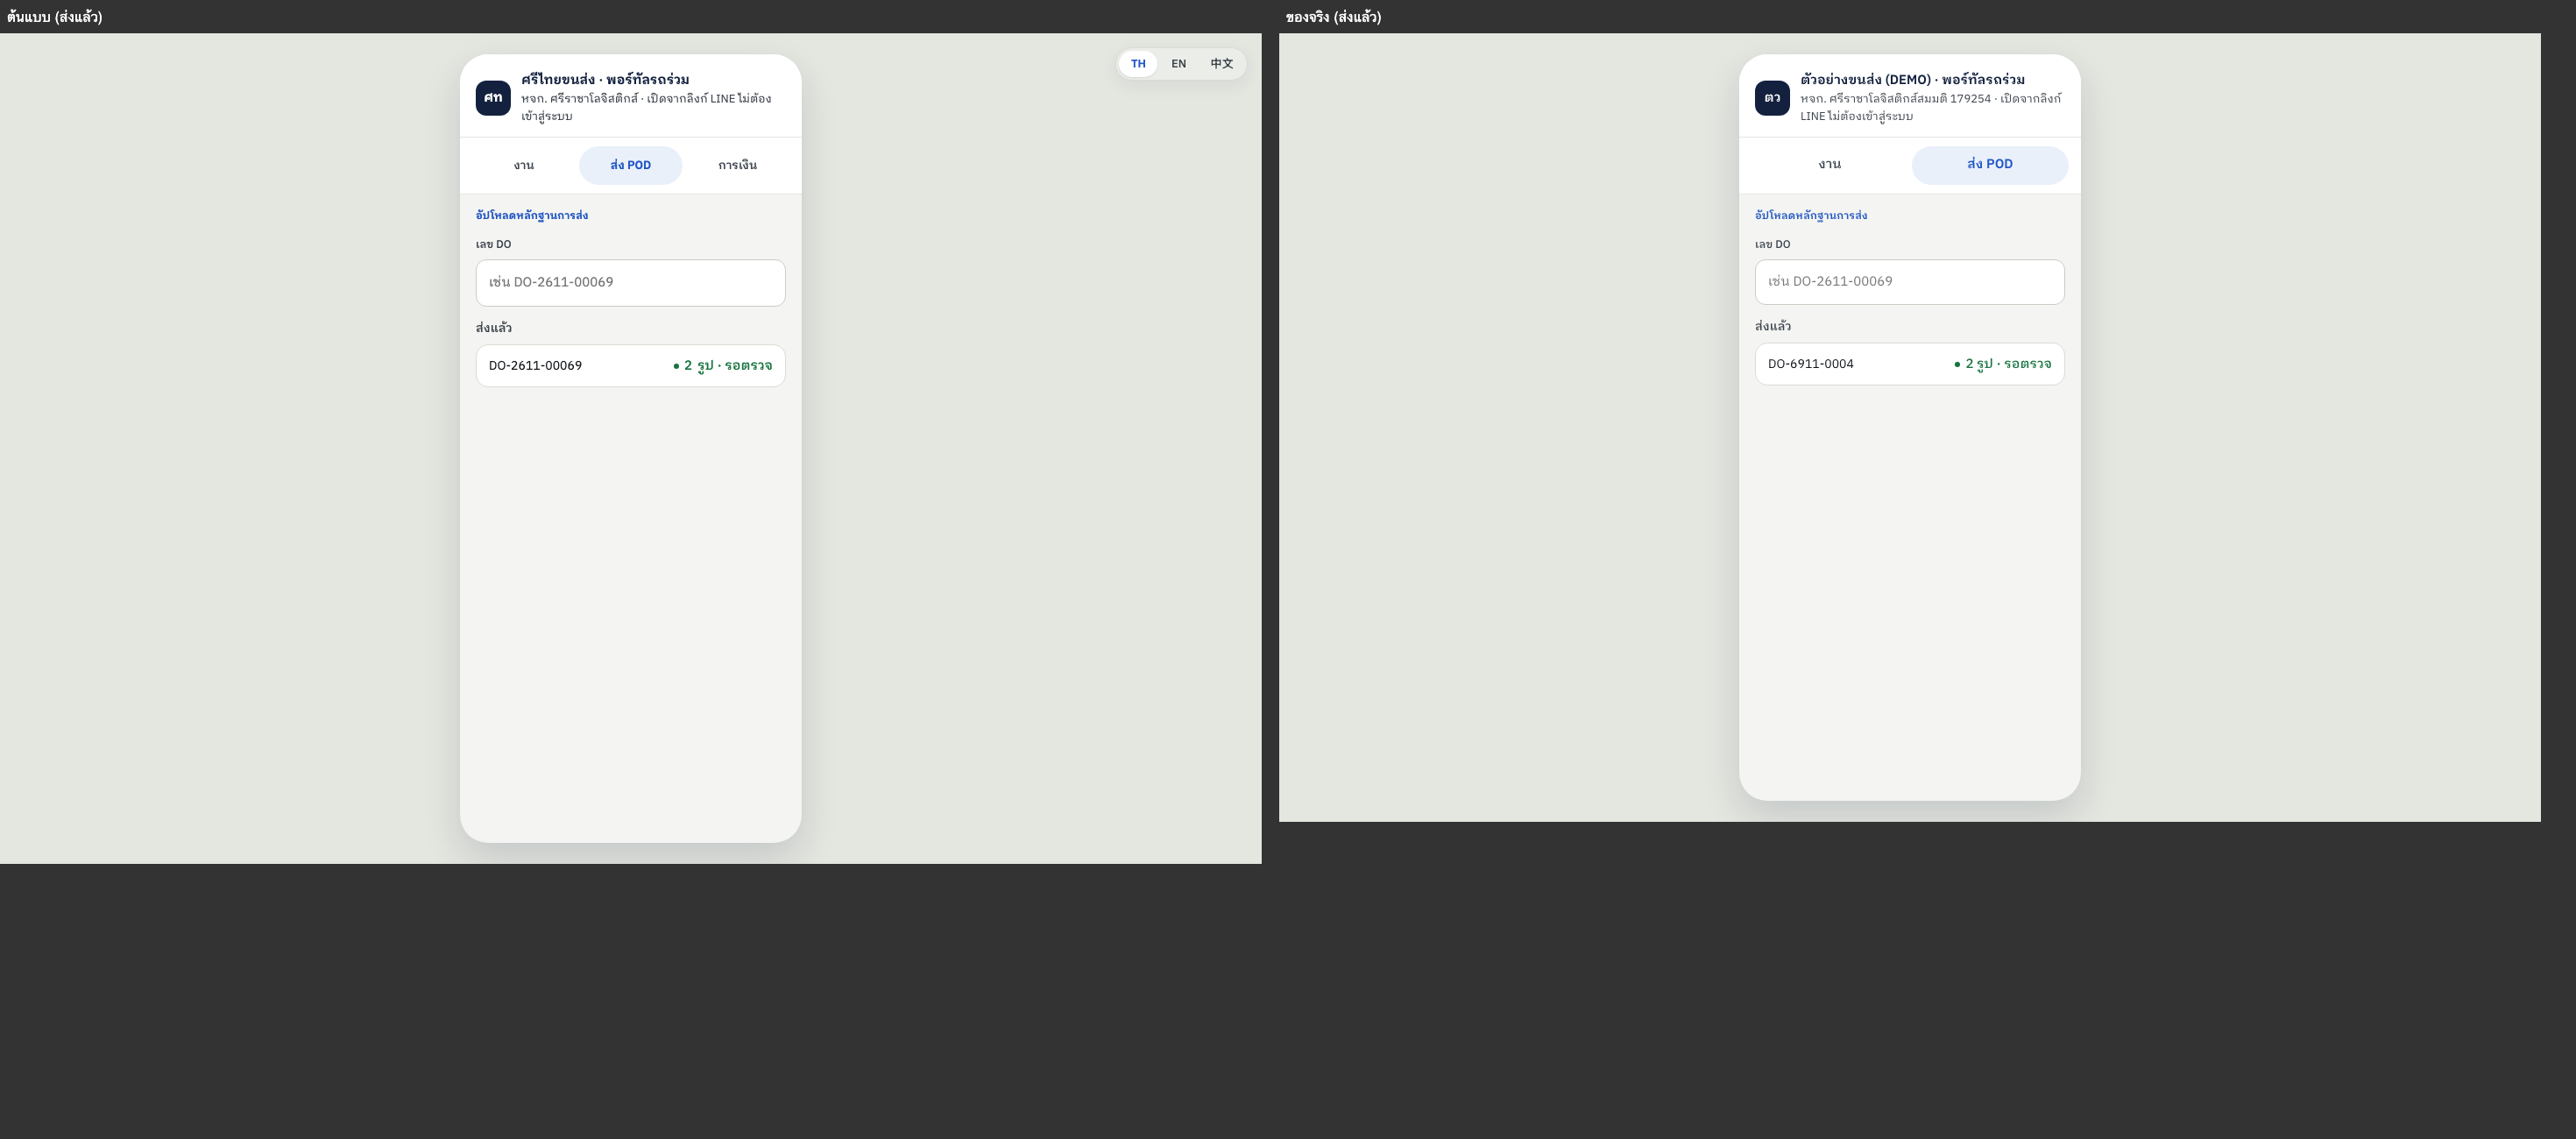 ต้นแบบ (ส่งแล้ว)
ศท
ศรีไทยขนส่ง · พอร์ทัลรถร่วม
หจก. ศรีราชาโลจิสติกส์ · เปิดจากลิงก์ LINE ไม่ต้อง
เข้าสู่ระบบ
TH EN 中文
งาน ส่ง POD การเงิน
อัปโหลดหลักฐานการส่ง
เลข DO
เช่น DO-2611-00069
ส่งแล้ว
DO-2611-00069 • 2 รูป · รอตรวจ
ของจริง (ส่งแล้ว)
ตว
ตัวอย่างขนส่ง (DEMO) · พอร์ทัลรถร่วม
หจก. ศรีราชาโลจิสติกส์สมมติ 179254 · เปิดจากลิงก์
LINE ไม่ต้องเข้าสู่ระบบ
งาน ส่ง POD
อัปโหลดหลักฐานการส่ง
เลข DO
เช่น DO-2611-00069
ส่งแล้ว
DO-6911-0004 • 2 รูป · รอตรวจ